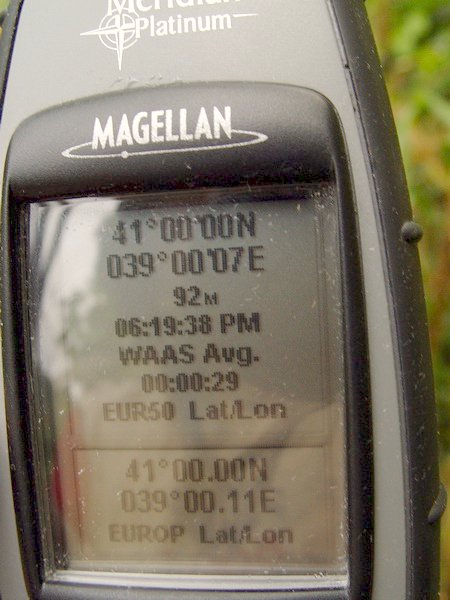 Meridian
Platinum
MAGELLAN
41°00'00N
039°00'07E
92M
06:19:38 PM
WAAS Avg.
00:00:29
EUR50 Lat/Lon
41°00.00N
039°00.11E
EUROP Lat/Lon